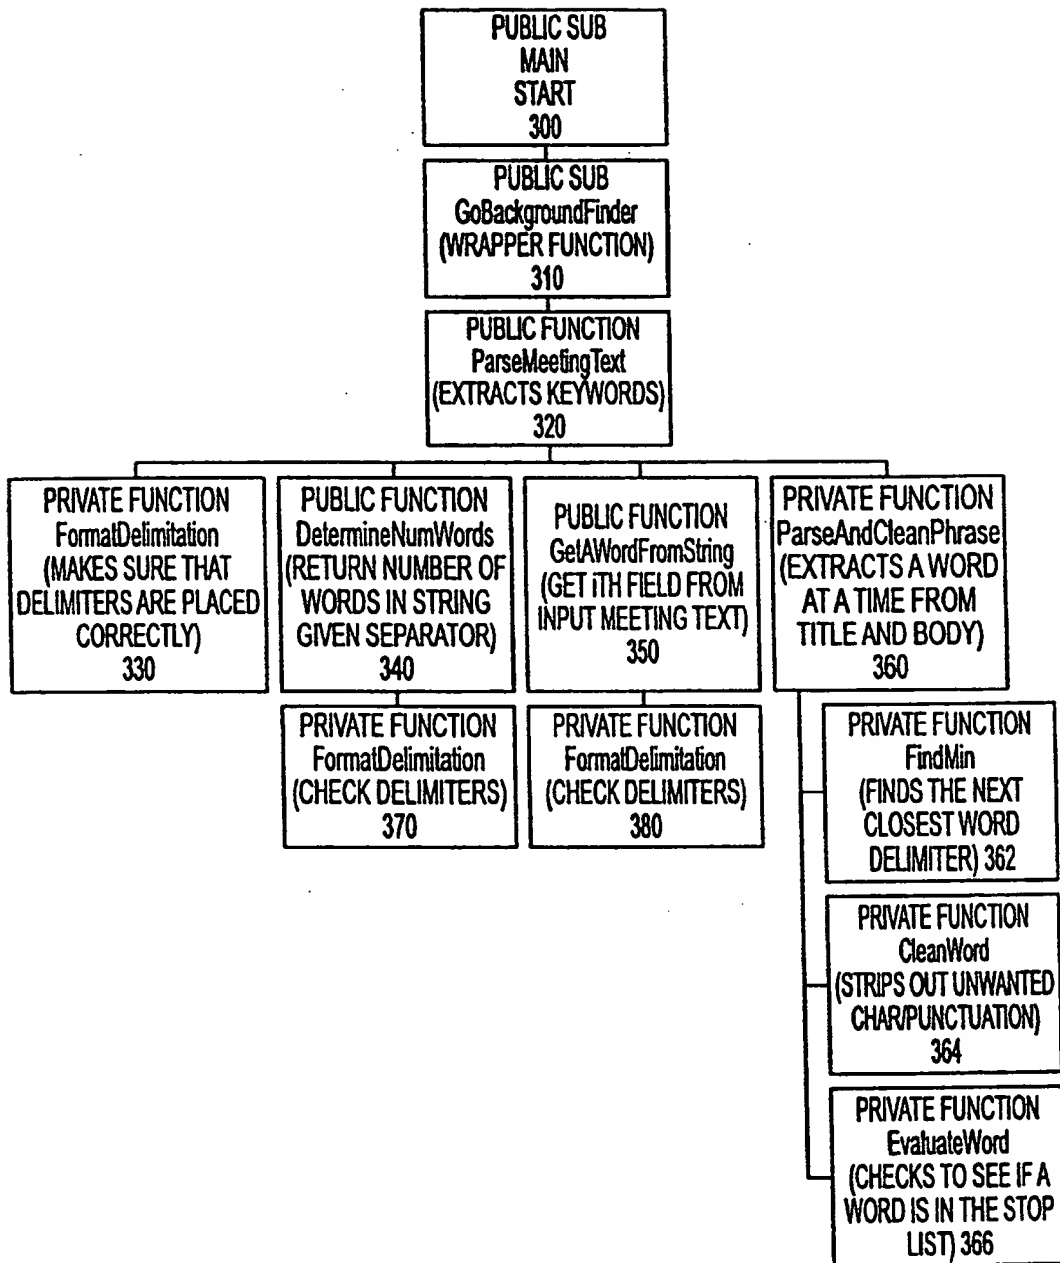 PUBLIC SUB
MAIN
START
300
PUBLIC SUB
GoBackgroundFinder
(WRAPPER FUNCTION)
310
PUBLIC FUNCTION
ParseMeetingText
(EXTRACTS KEYWORDS)
320
PRIVATE FUNCTION
FormatDelimitation
(MAKES SURE THAT
DELIMITERS ARE PLACED
CORRECTLY)
330
PUBLIC FUNCTION
DetermineNumWords
(RETURN NUMBER OF
WORDS IN STRING
GIVEN SEPARATOR)
340
PUBLIC FUNCTION
GetAWordFromString
(GET iTH FIELD FROM
INPUT MEETING TEXT)
350
PRIVATE FUNCTION
ParseAndCleanPhrase
(EXTRACTS A WORD
AT A TIME FROM
TITLE AND BODY)
360
PRIVATE FUNCTION
FormatDelimitation
(CHECK DELIMITERS)
370
PRIVATE FUNCTION
FormatDelimitation
(CHECK DELIMITERS)
380
PRIVATE FUNCTION
FindMin
(FINDS THE NEXT
CLOSEST WORD
DELIMITER) 362
PRIVATE FUNCTION
CleanWord
(STRIPS OUT UNWANTED
CHAR/PUNCTUATION)
364
PRIVATE FUNCTION
EvaluateWord
(CHECKS TO SEE IF A
WORD IS IN THE STOP
LIST) 366